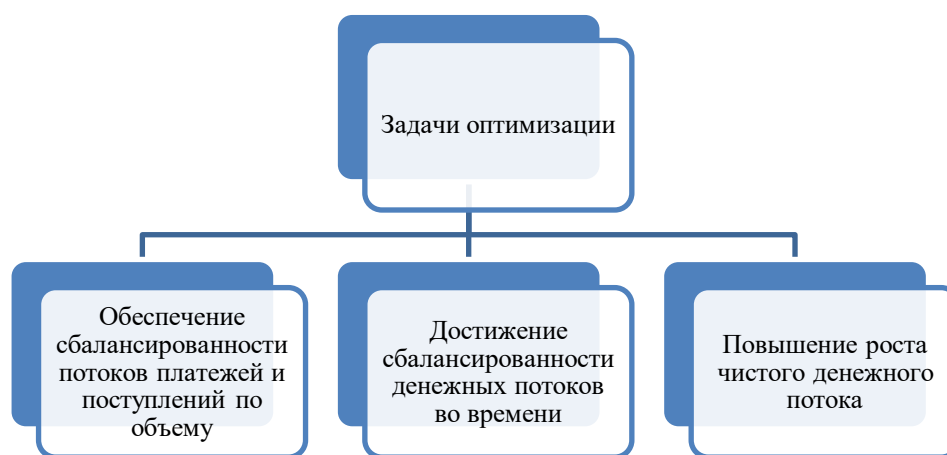 Задачи оптимизации
Обеспечение
сбалансированности
потоков платежей и
поступлений по
объему
Достижение
сбалансированности
денежных потоков
во времени
Повышение роста
чистого денежного
потока